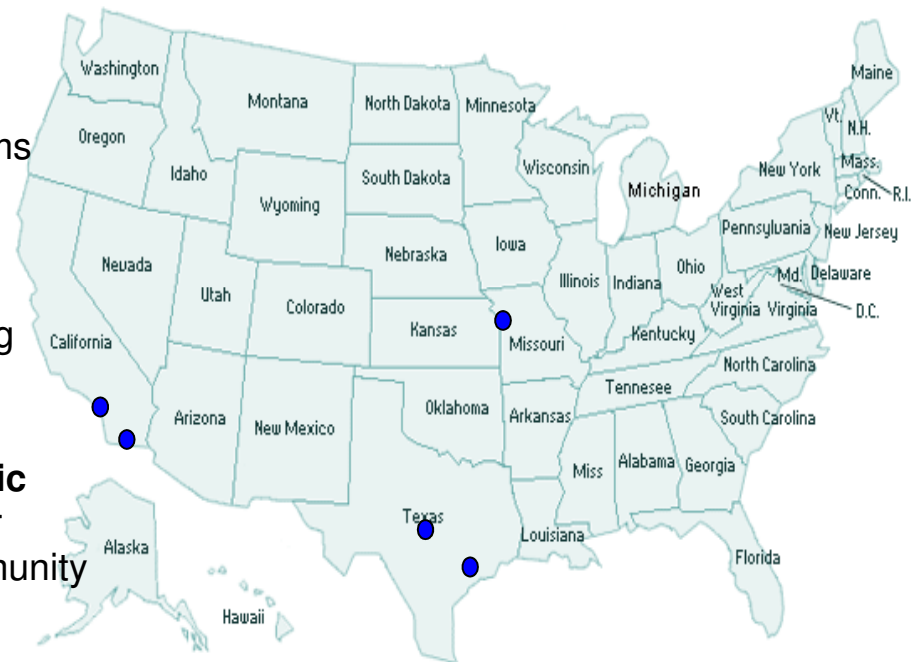 Washington
Montana
North Dakota
Minnesota
Maine
Vt.
N.H.
Oregon
Idaho
South Dakota
Wisconsin
Michigan
New York
Mass.
Conn.
R.I.
Wyoming
Nebraska
Iowa
Pennsylvania
New Jersey
Nevada
Utah
Colorado
Illinois
Indiana
Ohio
Md.
Delaware
West
Virginia
Virginia
D.C.
California
Kansas
Missouri
Kentucky
North Carolina
Tennesee
Arizona
New Mexico
Oklahoma
Arkansas
South Carolina
Miss
Alabama
Georgia
Texas
Louisiana
Florida
Alaska
Hawaii
ns
g
ic
munity